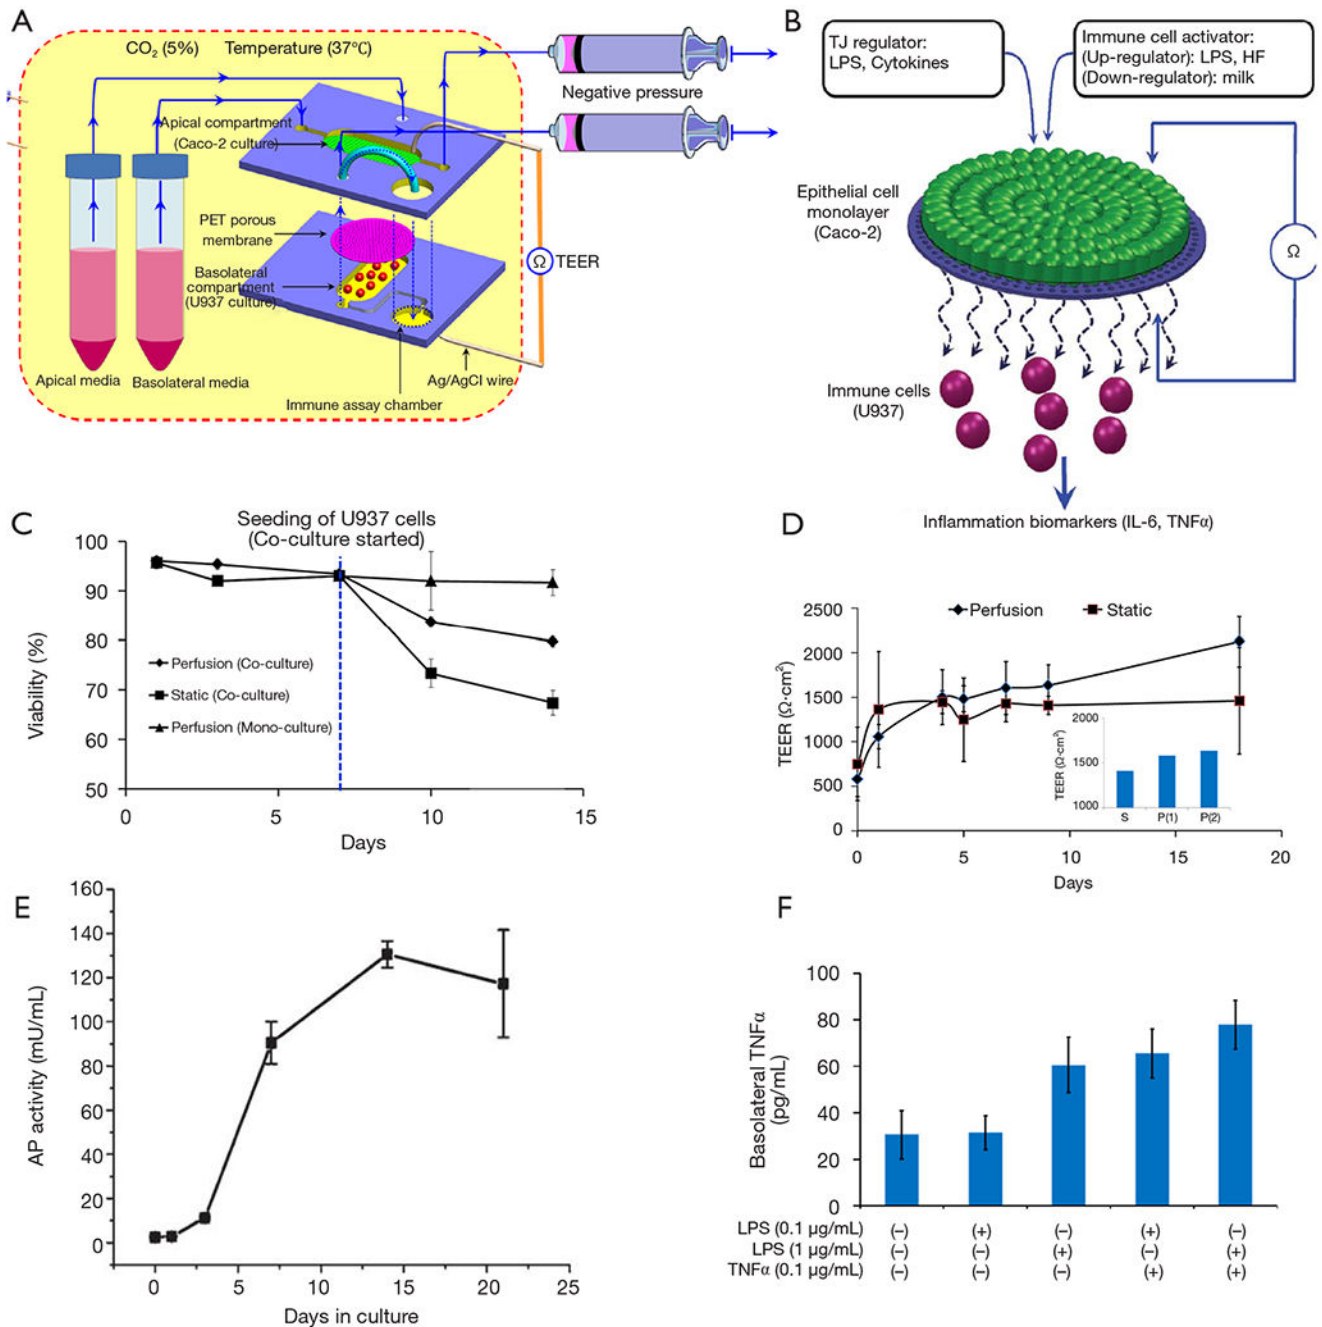 A
CO₂ (5%) Temperature (37°C)
Negative pressure
Apical compartment
(Caco-2 culture)
PET porous
membrane
Basolateral
compartment
(U937 culture)
Ω TEER
Apical media
Basolateral media
Ag/AgCl wire
Immune assay chamber
B
TJ regulator:
LPS, Cytokines
Immune cell activator:
(Up-regulator): LPS, HF
(Down-regulator): milk
Epithelial cell
monolayer
(Caco-2)
Ω
Immune cells
(U937)
Inflammation biomarkers (IL-6, TNFα)
C
Seeding of U937 cells
(Co-culture started)
Viability (%)
100
90
80
70
60
50
Perfusion (Co-culture)
Static (Co-culture)
Perfusion (Mono-culture)
0 5 10 15
Days
D
Perfusion Static
TEER (Ω·cm²)
2500
2000
1500
1000
500
0
TEER (Ω·cm²)
2000
1500
1000
S P(1) P(2)
0 5 10 15 20
Days
E
AP activity (mU/mL)
160
140
120
100
80
60
40
20
0
0 5 10 15 20 25
Days in culture
F
Basolateral TNFα
(pg/mL)
100
80
60
40
20
0
LPS (0.1 µg/mL) (–) (+) (–) (+) (–)
LPS (1 µg/mL) (–) (–) (+) (–) (+)
TNFα (0.1 µg/mL) (–) (–) (–) (+) (+)